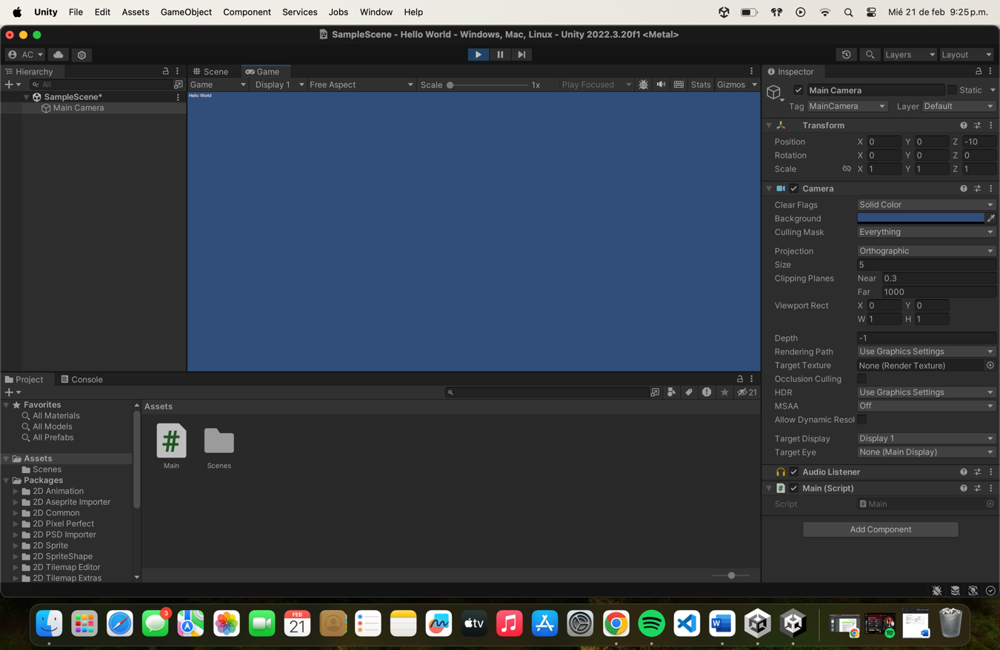 Unity File Edit Assets GameObject Component Services Jobs Window Help Mié 21 de feb 9:25 p.m.
SampleScene - Hello World - Windows, Mac, Linux - Unity 2022.3.20f1 <Metal>
AC Layers Layout
Hierarchy
All
SampleScene*
Main Camera
Scene Game
Game Display 1 Free Aspect Scale 1x Play Focused Stats Gizmos
Hello World
Inspector
Main Camera Static
Tag MainCamera Layer Default
Transform
Position X 0 Y 0 Z -10
Rotation X 0 Y 0 Z 0
Scale X 1 Y 1 Z 1
Camera
Clear Flags Solid Color
Background
Culling Mask Everything
Projection Orthographic
Size 5
Clipping Planes Near 0.3
Far 1000
Viewport Rect X 0 Y 0
W 1 H 1
Depth -1
Rendering Path Use Graphics Settings
Target Texture None (Render Texture)
Occlusion Culling
HDR Use Graphics Settings
MSAA Off
Allow Dynamic Resol
Target Display Display 1
Target Eye None (Main Display)
Audio Listener
Main (Script)
Script Main
Add Component
Project Console
21
Favorites
All Materials
All Models
All Prefabs
Assets
Scenes
Packages
2D Animation
2D Aseprite Importer
2D Common
2D Pixel Perfect
2D PSD Importer
2D Sprite
2D SpriteShape
2D Tilemap Editor
2D Tilemap Extras
Assets
Main Scenes
3
FEB
21
tv
W